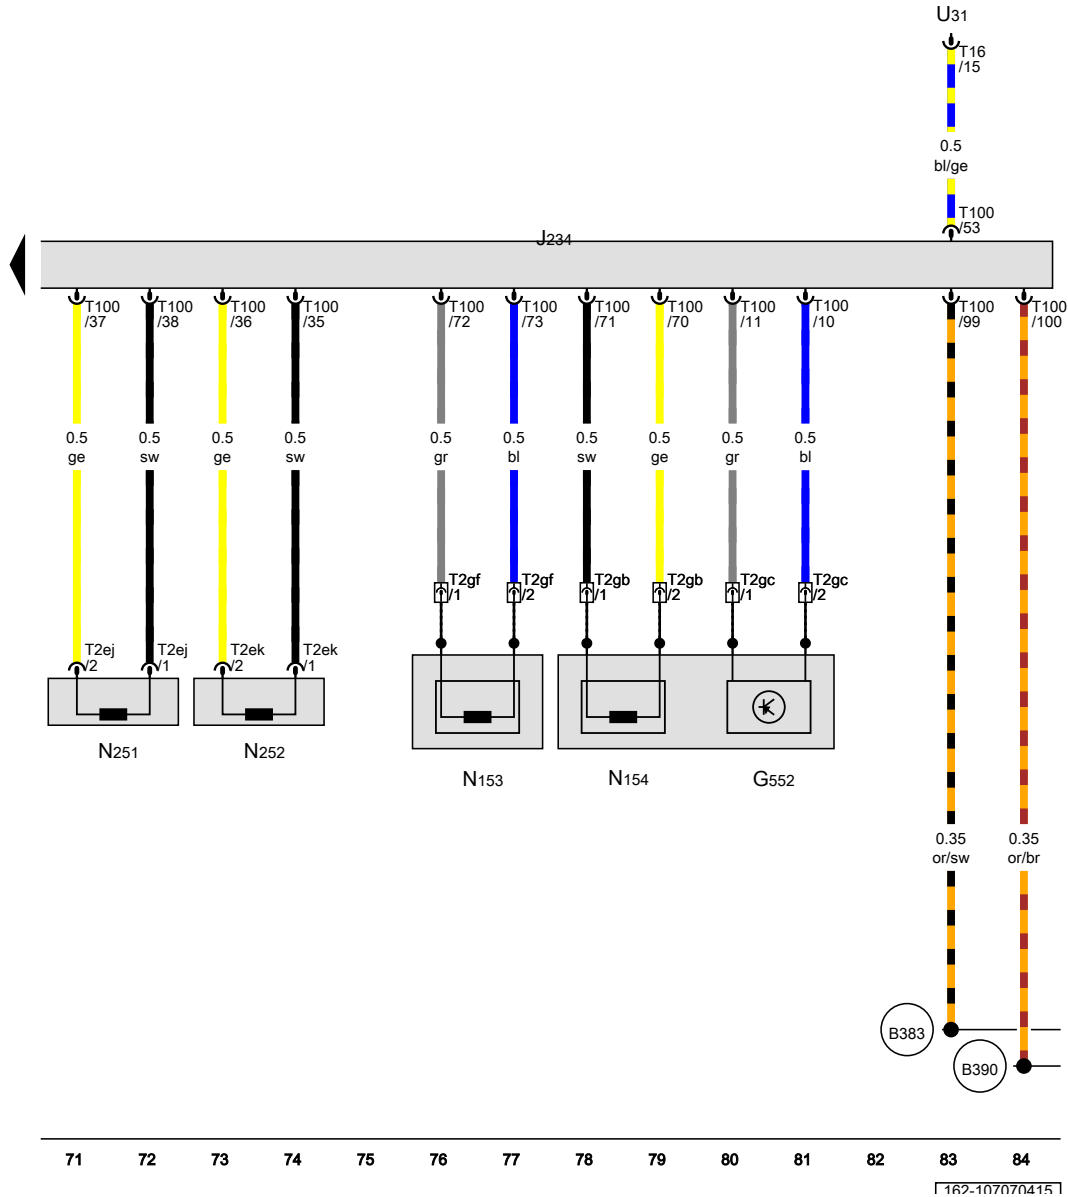 U31
T16
/15
0.5
bl/ge
T100
/53
J234
T100 T100 T100 T100 T100 T100 T100 T100 T100 T100 T100 T100
/37 /38 /36 /35 /72 /73 /71 /70 /11 /10 /99 /100
0.5 0.5 0.5 0.5 0.5 0.5 0.5 0.5 0.5 0.5
ge sw ge sw gr bl sw ge gr bl
T2gf T2gf T2gb T2gb T2gc T2gc
/1 /2 /1 /2 /1 /2
T2ej T2ej T2ek T2ek
/2 /1 /2 /1
N251 N252
N153 N154 G552
0.35 0.35
or/sw or/br
B383
B390
71 72 73 74 75 76 77 78 79 80 81 82 83 84
162-107070415